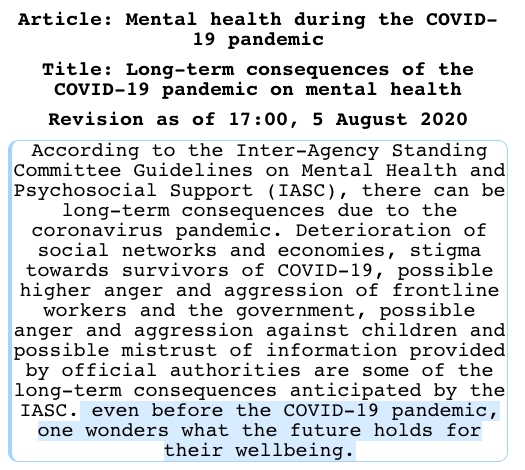 Article: Mental health during the COVID-
19 pandemic
Title: Long-term consequences of the
COVID-19 pandemic on mental health
Revision as of 17:00, 5 August 2020
According to the Inter-Agency Standing
Committee Guidelines on Mental Health and
Psychosocial Support (IASC), there can be
long-term consequences due to the
coronavirus pandemic. Deterioration of
social networks and economies, stigma
towards survivors of COVID-19, possible
higher anger and aggression of frontline
workers and the government, possible
anger and aggression against children and
possible mistrust of information provided
by official authorities are some of the
long-term consequences anticipated by the
IASC. even before the COVID-19 pandemic,
one wonders what the future holds for
their wellbeing.